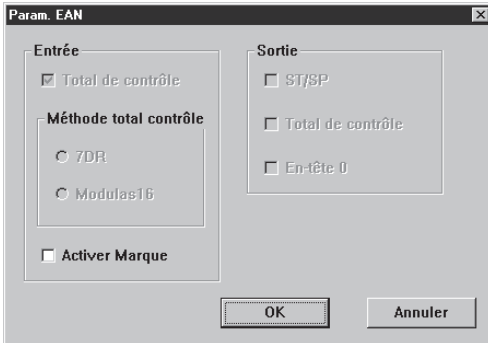 Param. EAN
Entrée
Total de contrôle
Méthode total contrôle
7DR
Modulas16
Activer Marque
Sortie
ST/SP
Total de contrôle
En-tête 0
OK
Annuler